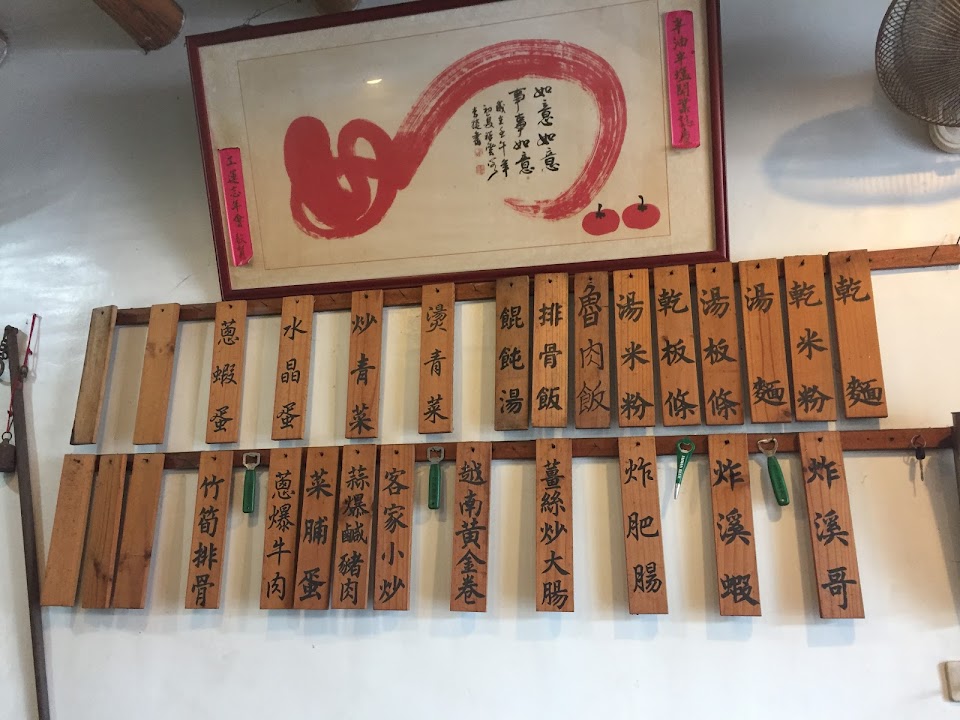 如意如意
事事如意
乾麵
乾米粉
湯麵
湯板條
乾板條
湯米粉
魯肉飯
排骨飯
餛飩湯
燙青菜
炒青菜
水晶蛋
蔥蝦蛋
炸溪哥
炸溪蝦
炸肥腸
薑絲炒大腸
越南黃金卷
客家小炒
蒜爆鹹豬肉
菜脯蛋
蔥爆牛肉
竹筍排骨